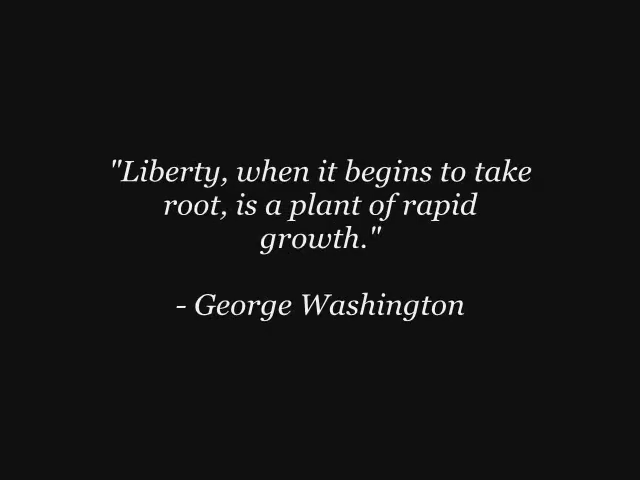 "Liberty, when it begins to take
root, is a plant of rapid
growth."
- George Washington